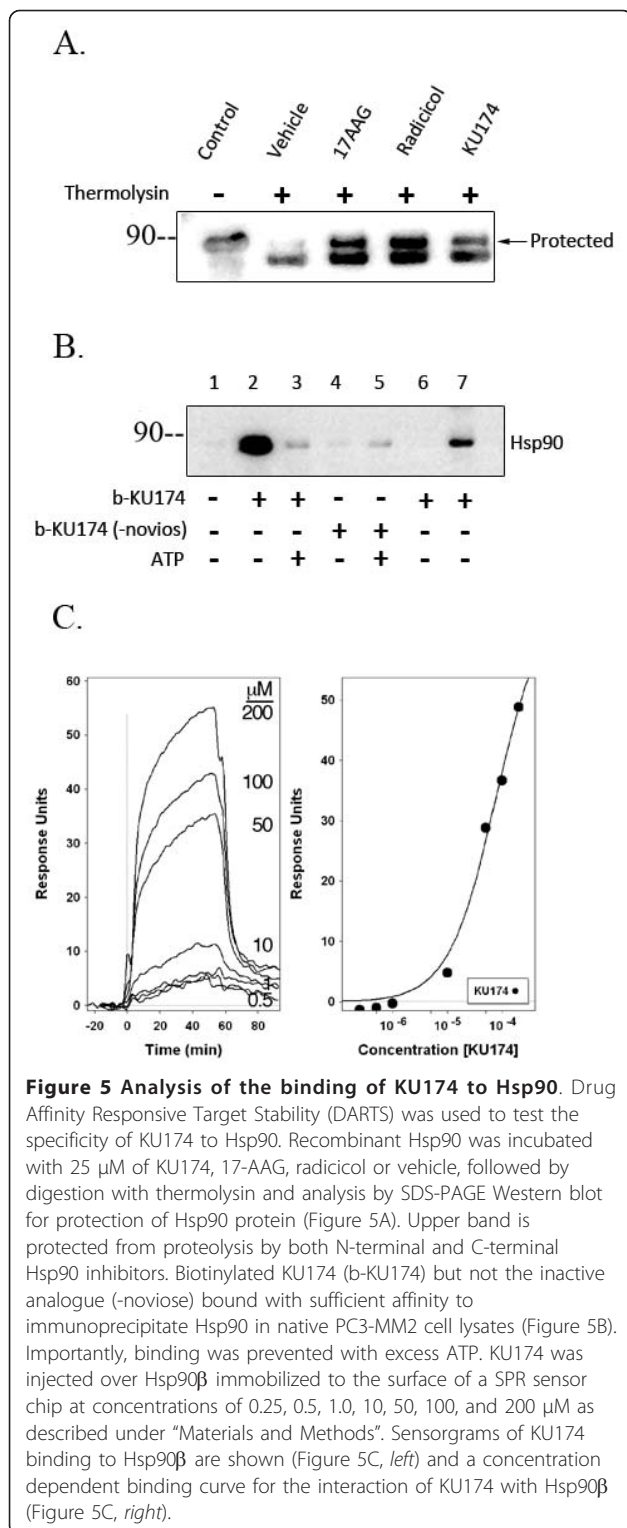 A.
Control Vehicle 17AAG Radicicol KU174
Thermolysin - + + + +
90-- Protected
B.
1 2 3 4 5 6 7
90-- Hsp90
b-KU174 - + + - - + +
b-KU174 (-novios) - - - + + - -
ATP - - + - + - -
C.
60
50
40
30
20
10
0
Response Units
µM
200
100
50
10
1
0.5
-20 0 20 40 60 80
Time (min)
50
40
30
20
10
0
Response Units
KU174
10-6 10-5 10-4
Concentration [KU174]
Figure 5 Analysis of the binding of KU174 to Hsp90. Drug
Affinity Responsive Target Stability (DARTS) was used to test the
specificity of KU174 to Hsp90. Recombinant Hsp90 was incubated
with 25 μM of KU174, 17-AAG, radicicol or vehicle, followed by
digestion with thermolysin and analysis by SDS-PAGE Western blot
for protection of Hsp90 protein (Figure 5A). Upper band is
protected from proteolysis by both N-terminal and C-terminal
Hsp90 inhibitors. Biotinylated KU174 (b-KU174) but not the inactive
analogue (-noviose) bound with sufficient affinity to
immunoprecipitate Hsp90 in native PC3-MM2 cell lysates (Figure 5B).
Importantly, binding was prevented with excess ATP. KU174 was
injected over Hsp90β immobilized to the surface of a SPR sensor
chip at concentrations of 0.25, 0.5, 1.0, 10, 50, 100, and 200 μM as
described under "Materials and Methods". Sensorgrams of KU174
binding to Hsp90β are shown (Figure 5C, left) and a concentration
dependent binding curve for the interaction of KU174 with Hsp90β
(Figure 5C, right).